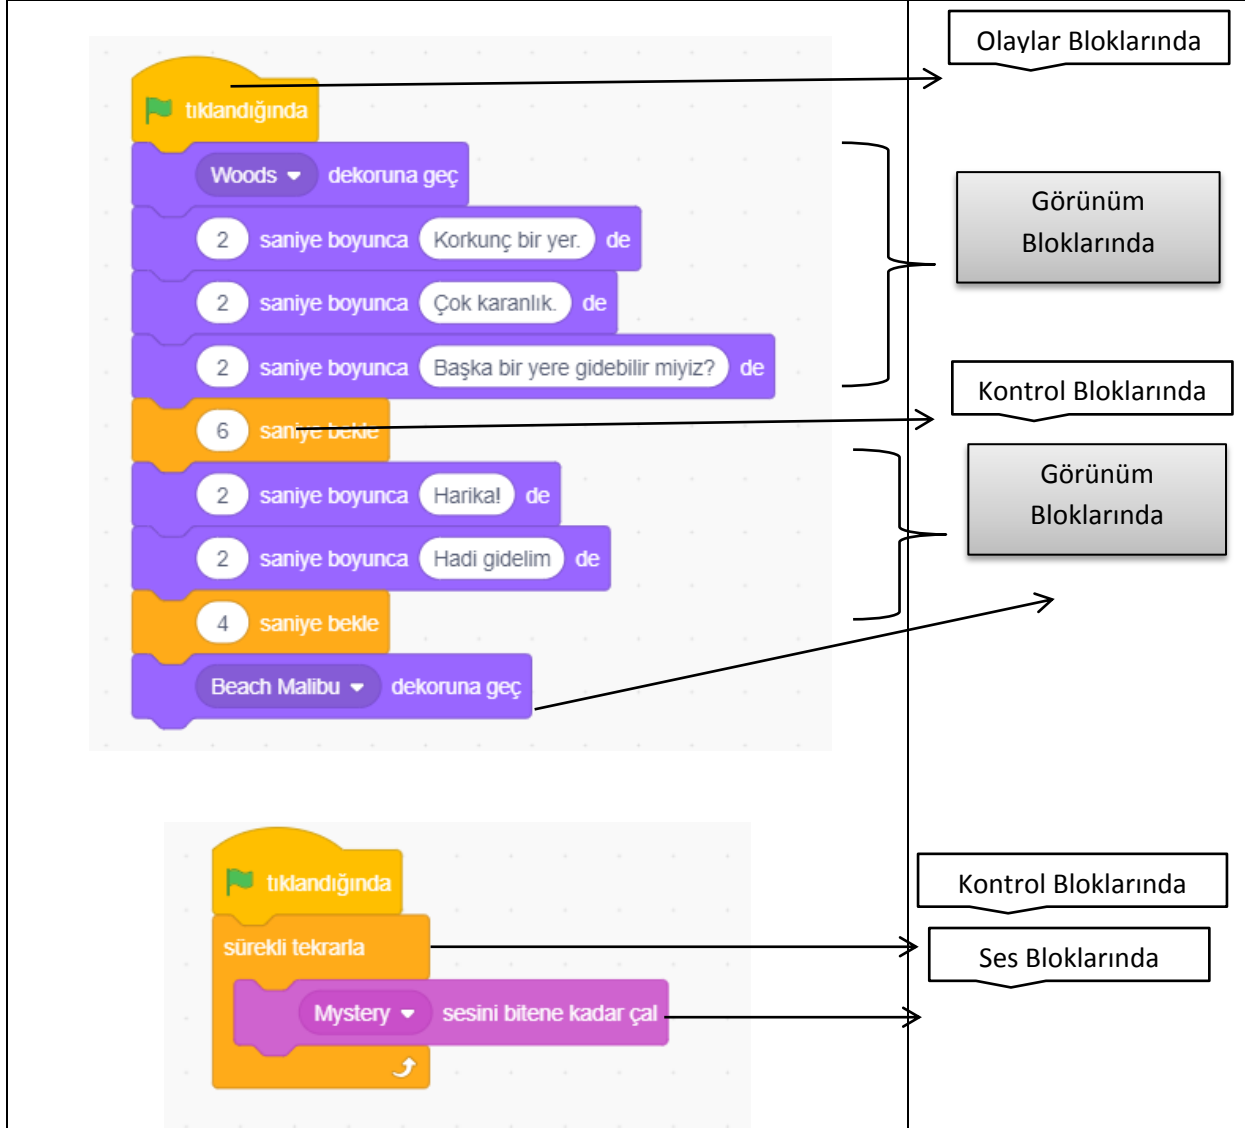 Olaylar Bloklarında
tıklandığında
Woods dekoruna geç
2 saniye boyunca Korkunç bir yer. de
2 saniye boyunca Çok karanlık. de
2 saniye boyunca Başka bir yere gidebilir miyiz? de
Görünüm
Bloklarında
6 saniye bekle
Kontrol Bloklarında
2 saniye boyunca Harika! de
2 saniye boyunca Hadi gidelim de
4 saniye bekle
Görünüm
Bloklarında
Beach Malibu dekoruna geç
tıklandığında
Kontrol Bloklarında
sürekli tekrarla
Ses Bloklarında
Mystery sesini bitene kadar çal